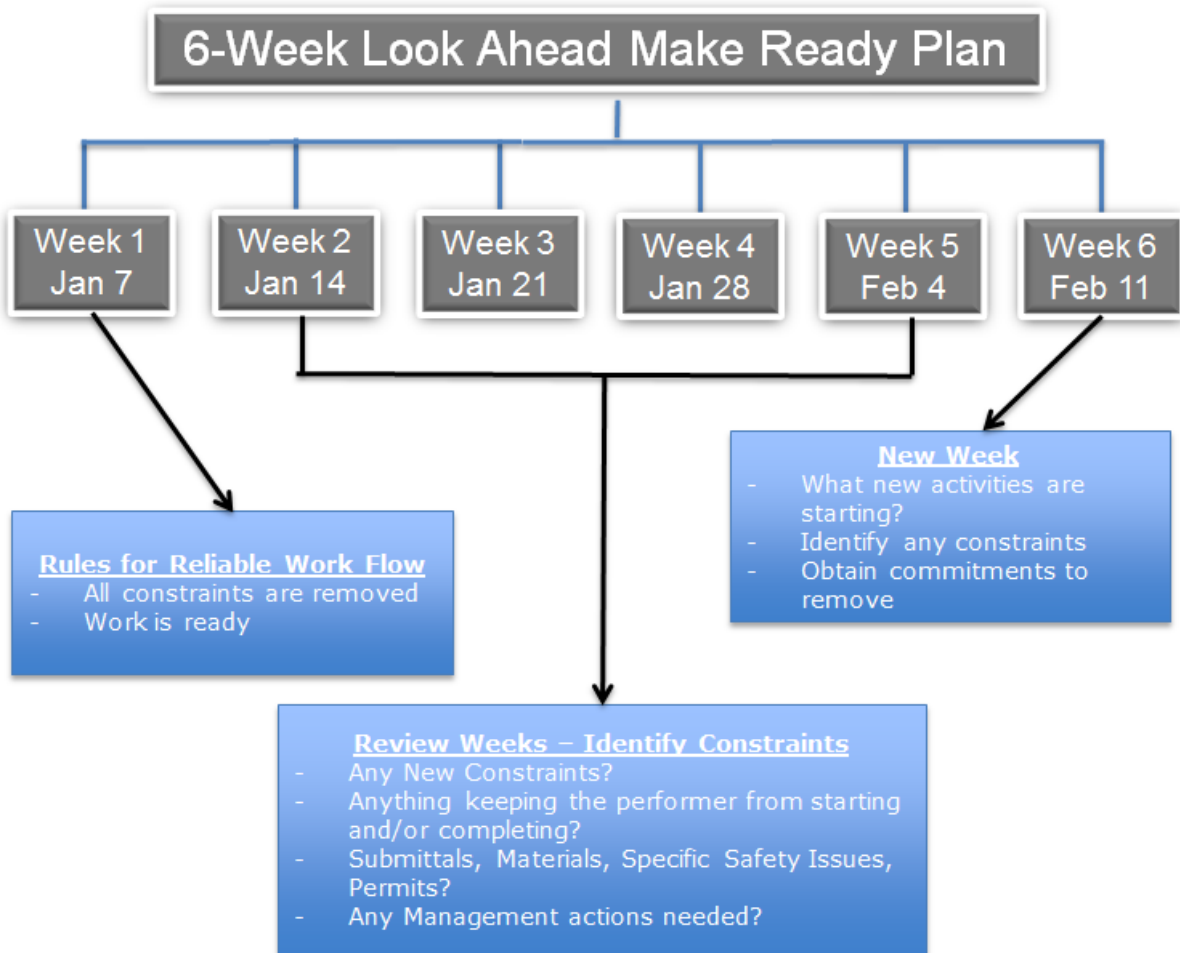 6-Week Look Ahead Make Ready Plan
Week 1
Jan 7
Week 2
Jan 14
Week 3
Jan 21
Week 4
Jan 28
Week 5
Feb 4
Week 6
Feb 11
New Week
- What new activities are
starting?
- Identify any constraints
- Obtain commitments to
remove
Rules for Reliable Work Flow
- All constraints are removed
- Work is ready
Review Weeks – Identify Constraints
- Any New Constraints?
- Anything keeping the performer from starting
and/or completing?
- Submittals, Materials, Specific Safety Issues,
Permits?
- Any Management actions needed?